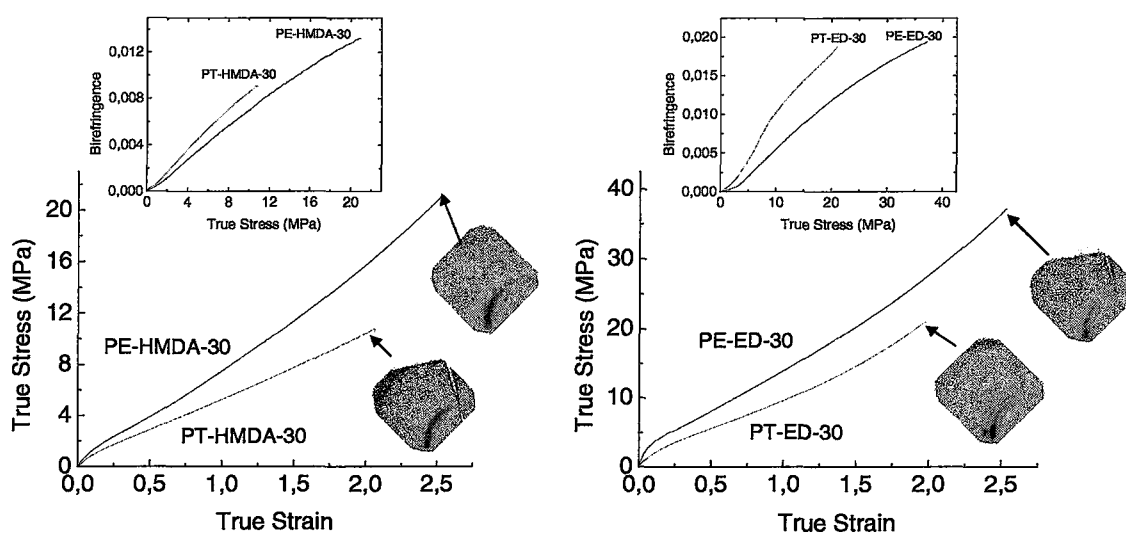 0,012
0,008
0,004
0,000
Birefringence
PE-HMDA-30
PT-HMDA-30
0 4 8 12 16 20
True Stress (MPa)
20
16
12
8
4
0
True Stress (MPa)
PE-HMDA-30
PT-HMDA-30
0,0 0,5 1,0 1,5 2,0 2,5
True Strain
0,020
0,015
0,010
0,005
0,000
Birefringence
PT-ED-30
PE-ED-30
0 10 20 30 40
True Stress (MPa)
40
30
20
10
0
True Stress (MPa)
PE-ED-30
PT-ED-30
0,0 0,5 1,0 1,5 2,0 2,5
True Strain